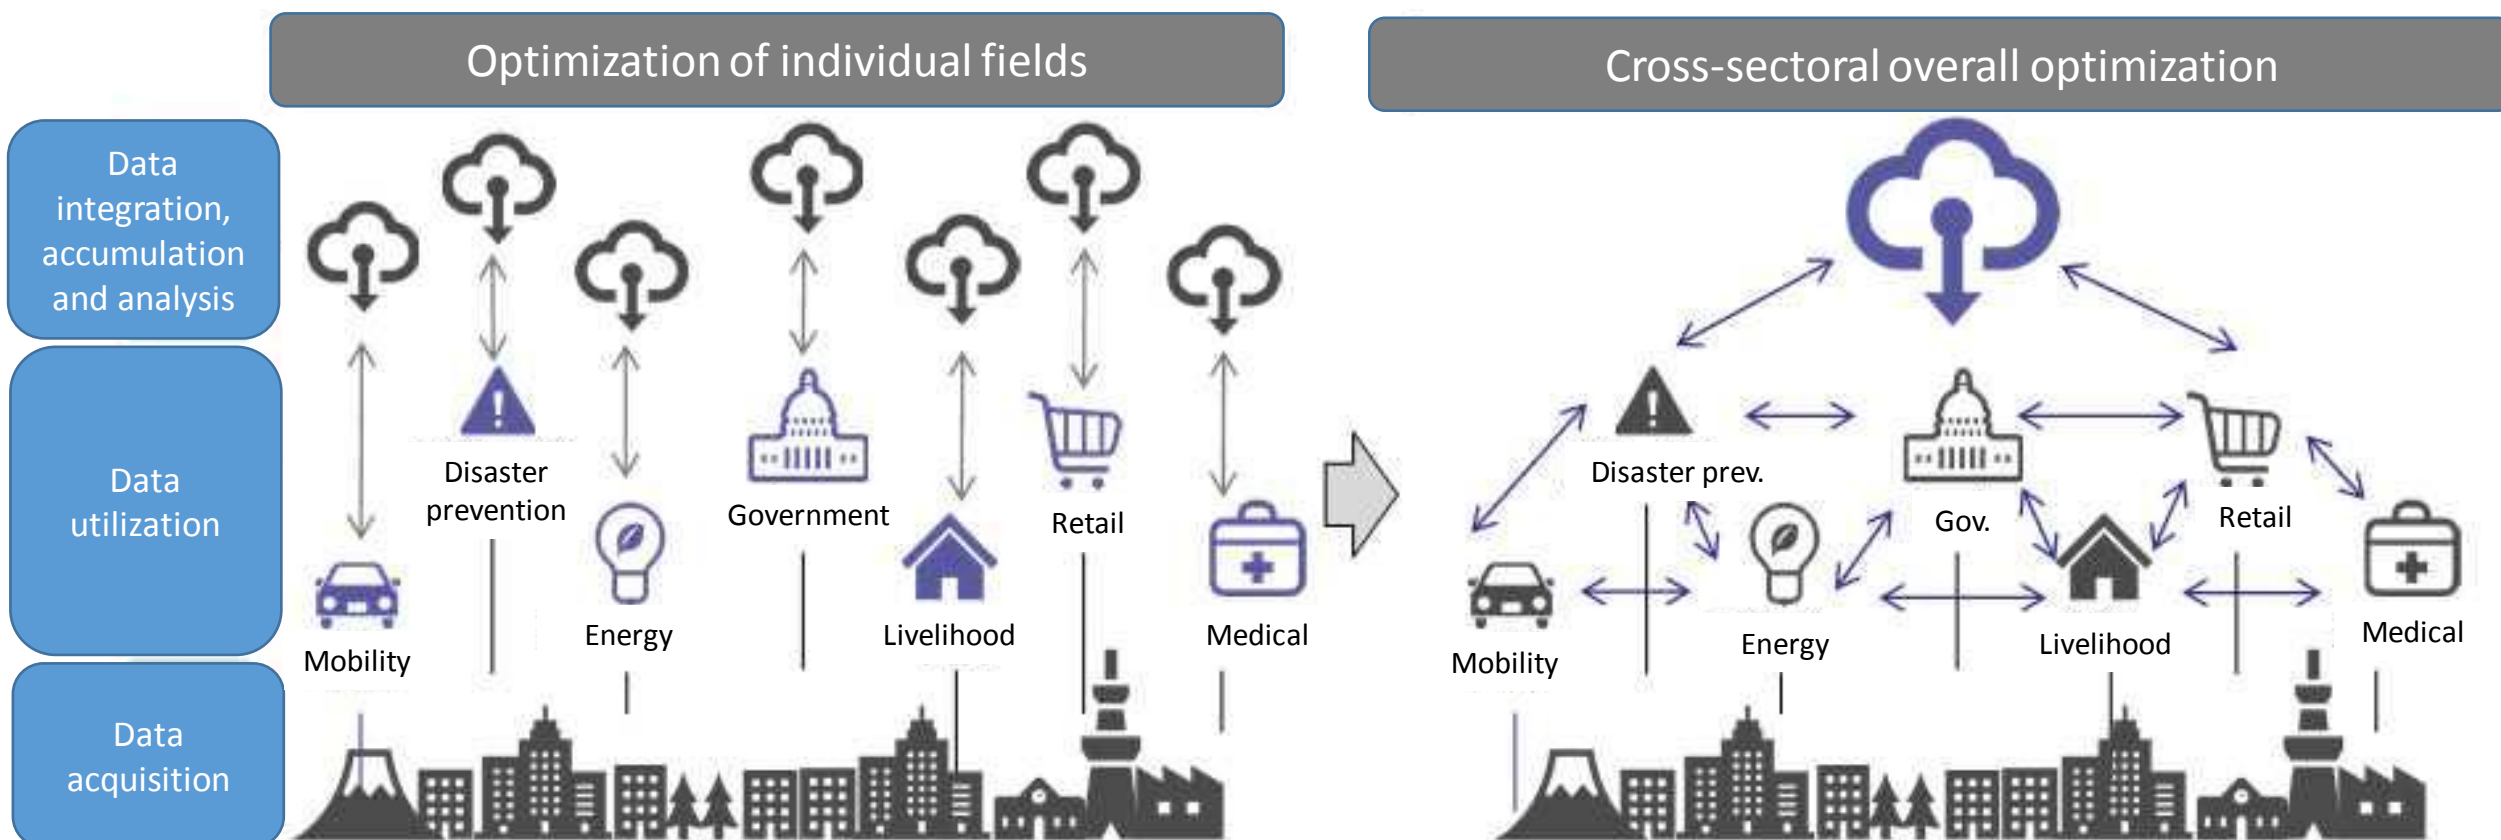 Optimization of individual fields
Cross-sectoral overall optimization
Data
integration,
accumulation
and analysis
Data
utilization
Data
acquisition
Disaster
prevention
Government
Retail
Energy
Livelihood
Medical
Mobility
Disaster prev.
Gov.
Retail
Energy
Livelihood
Medical
Mobility